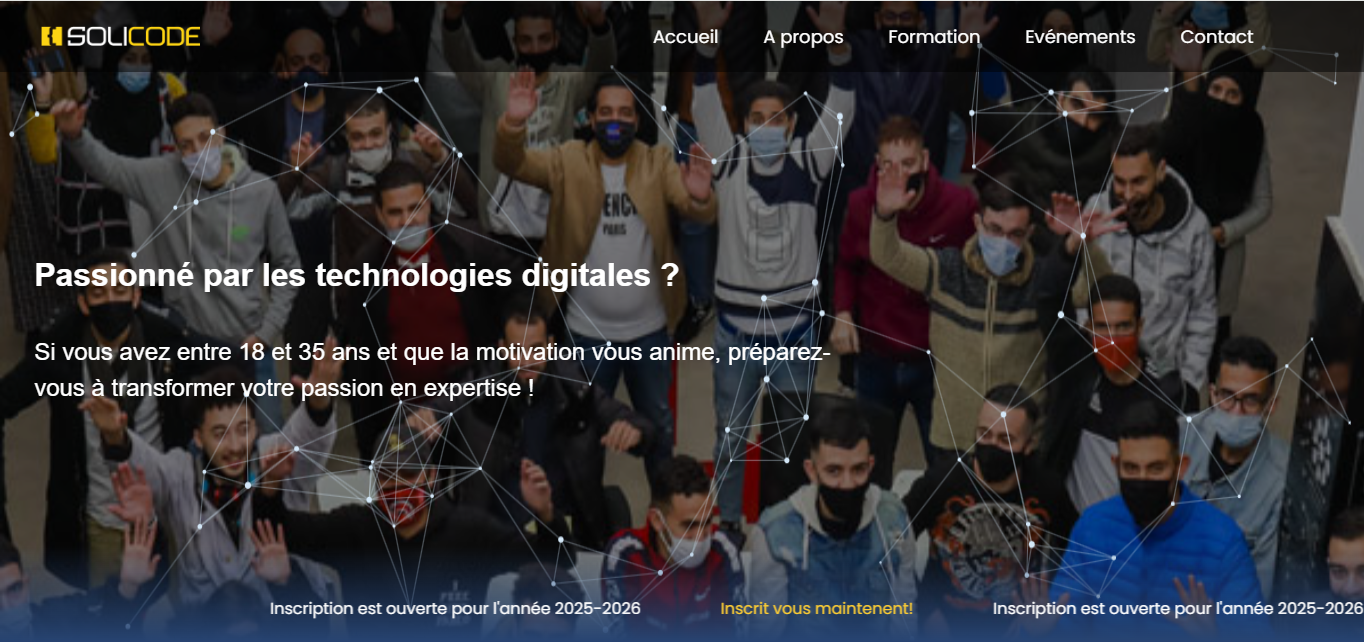 SOLICODE
Accueil
A propos
Formation
Evénements
Contact
PARIS
Passionné par les technologies digitales ?
Si vous avez entre 18 et 35 ans et que la motivation vous anime, préparez-
vous à transformer votre passion en expertise !
Inscription est ouverte pour l'année 2025-2026
Inscrit vous maintenent!
Inscription est ouverte pour l'année 2025-2026